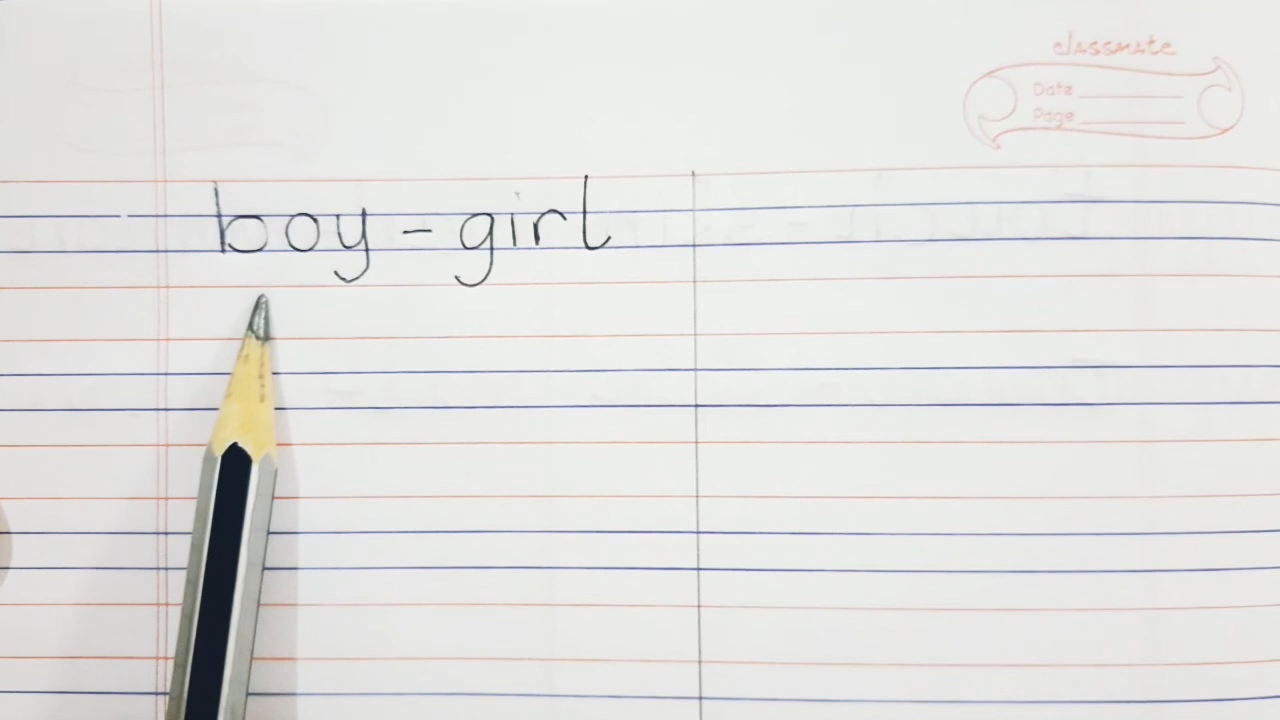 classmate
Date
Page
boy - girl